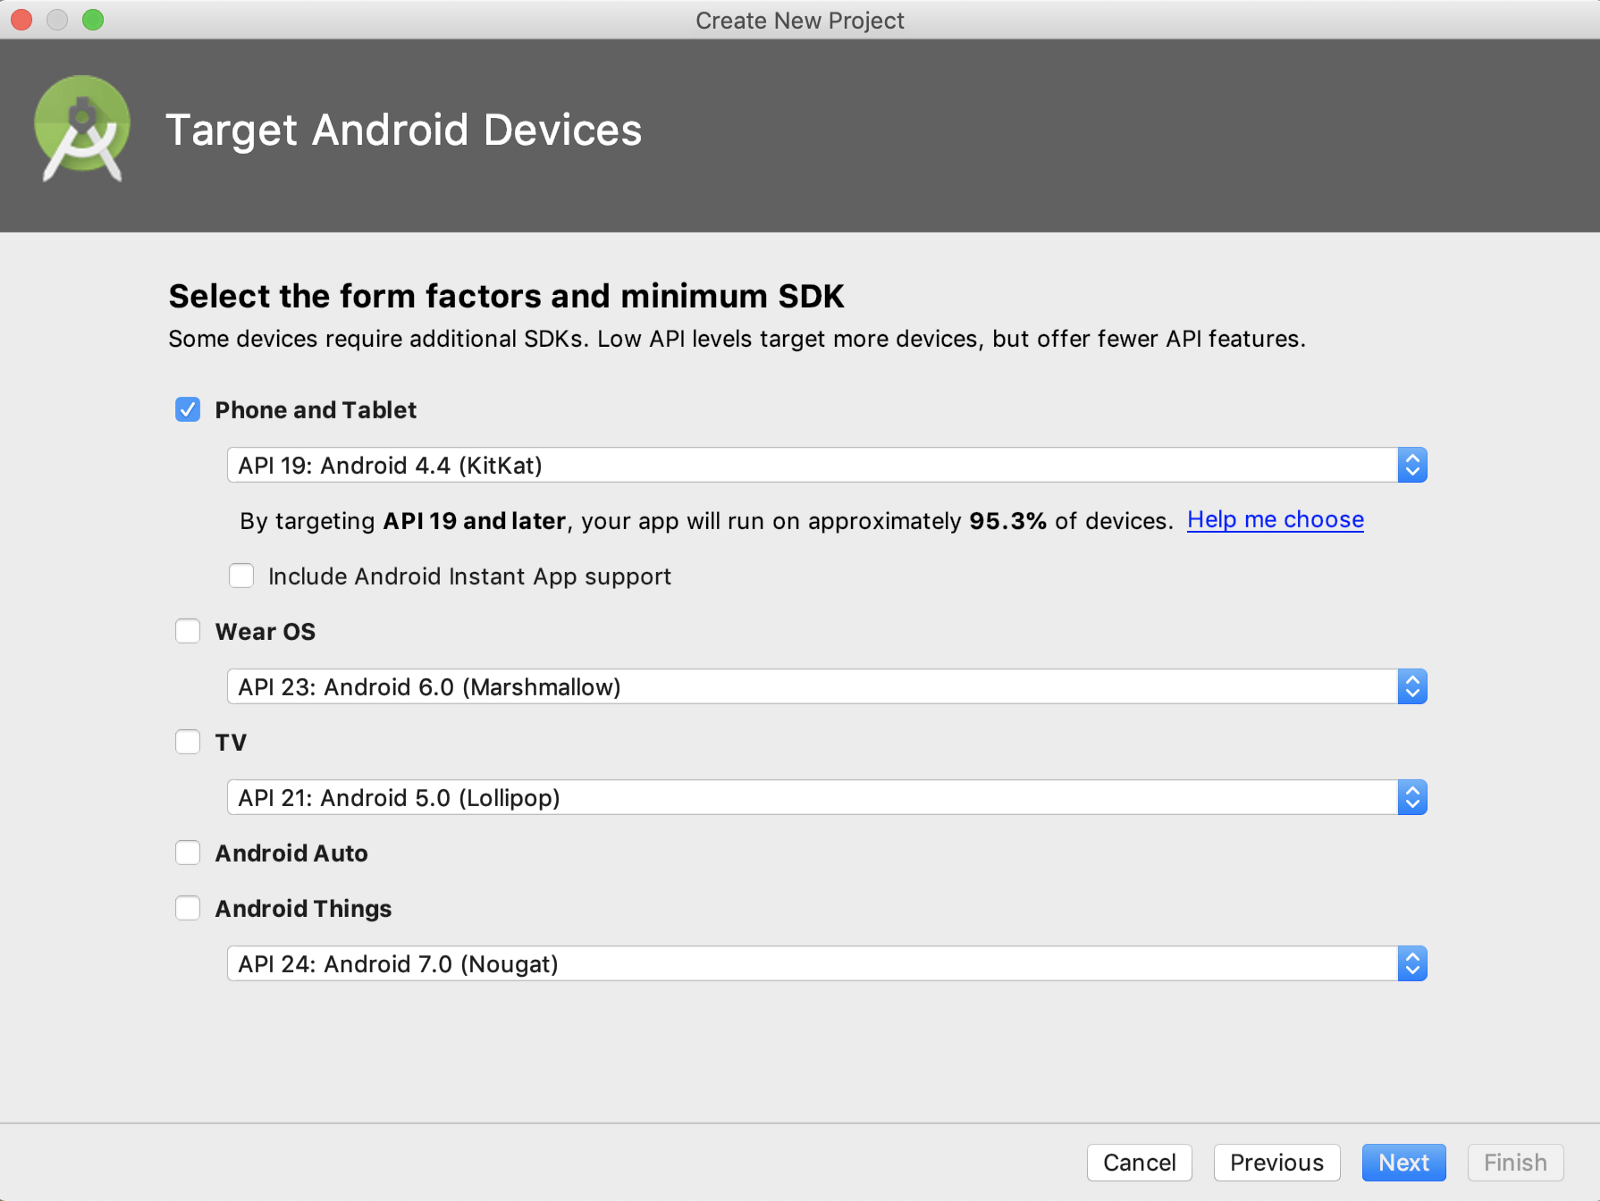 Create New Project
Target Android Devices
Select the form factors and minimum SDK
Some devices require additional SDKs. Low API levels target more devices, but offer fewer API features.
Phone and Tablet
API 19: Android 4.4 (KitKat)
By targeting API 19 and later, your app will run on approximately 95.3% of devices. Help me choose
Include Android Instant App support
Wear OS
API 23: Android 6.0 (Marshmallow)
TV
API 21: Android 5.0 (Lollipop)
Android Auto
Android Things
API 24: Android 7.0 (Nougat)
Cancel Previous Next Finish